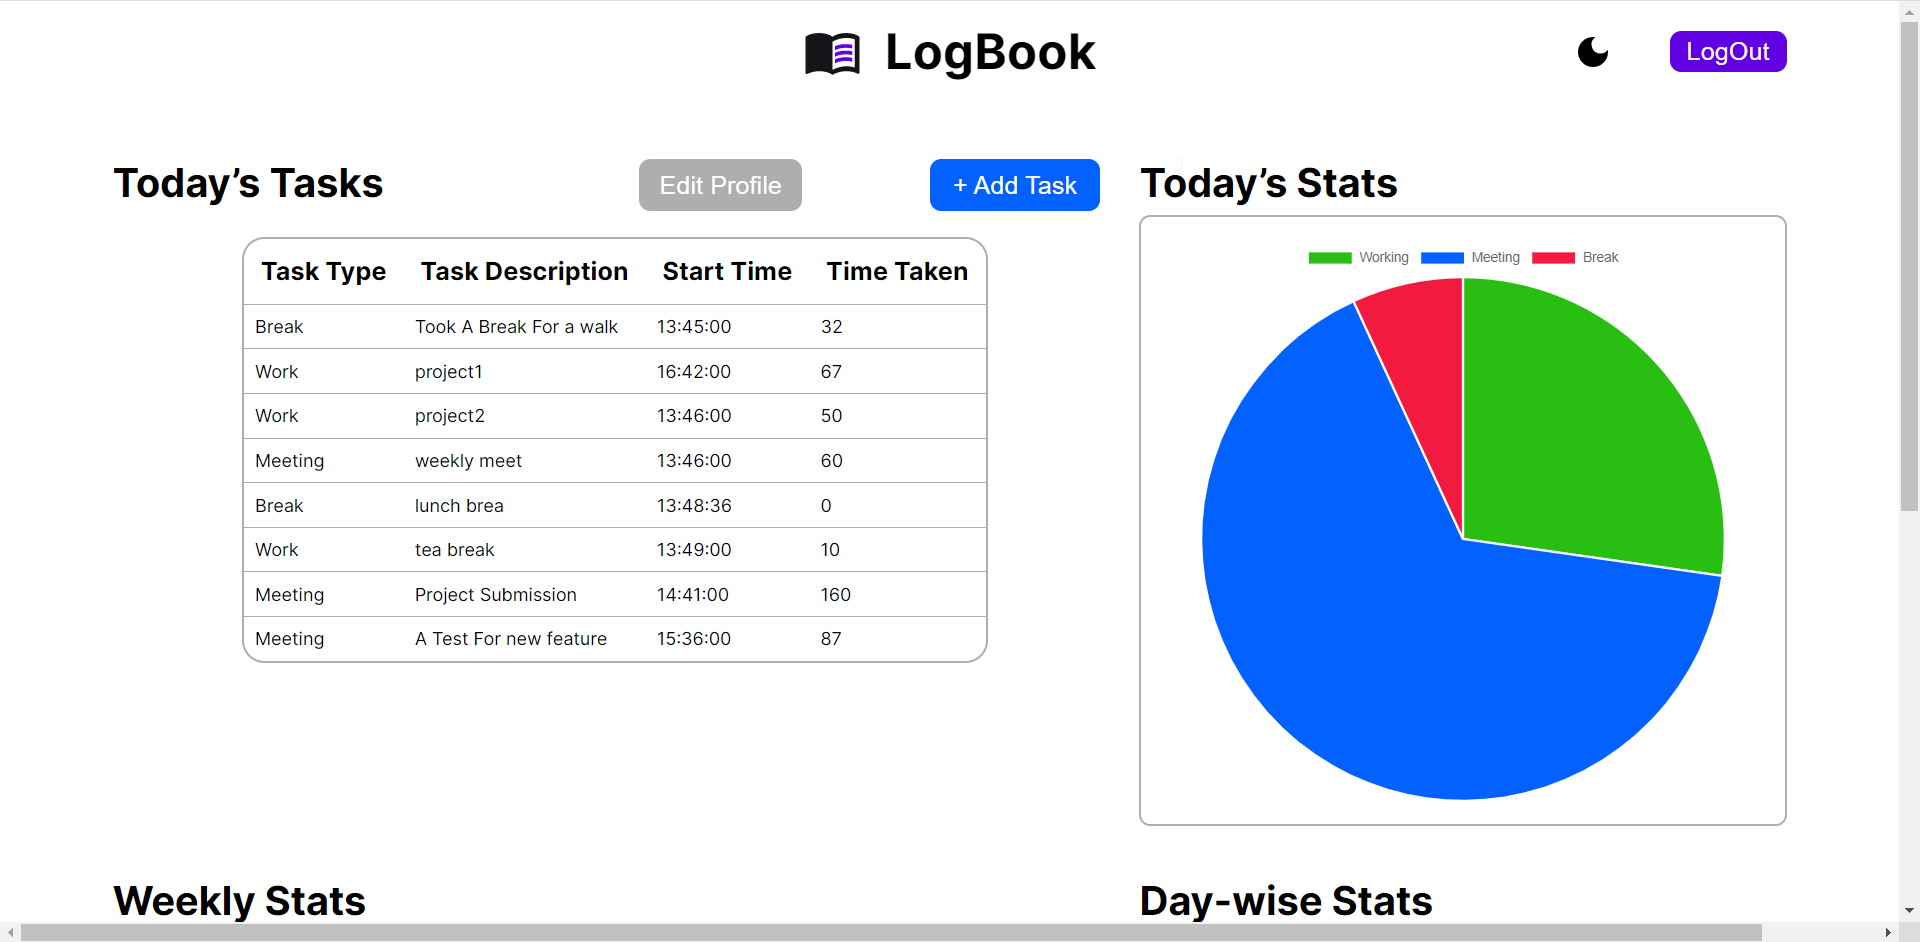 LogBook
LogOut
Today’s Tasks
Edit Profile
+ Add Task
Task Type Task Description Start Time Time Taken
Break Took A Break For a walk 13:45:00 32
Work project1 16:42:00 67
Work project2 13:46:00 50
Meeting weekly meet 13:46:00 60
Break lunch brea 13:48:36 0
Work tea break 13:49:00 10
Meeting Project Submission 14:41:00 160
Meeting A Test For new feature 15:36:00 87
Today’s Stats
Working Meeting Break
Weekly Stats
Day-wise Stats